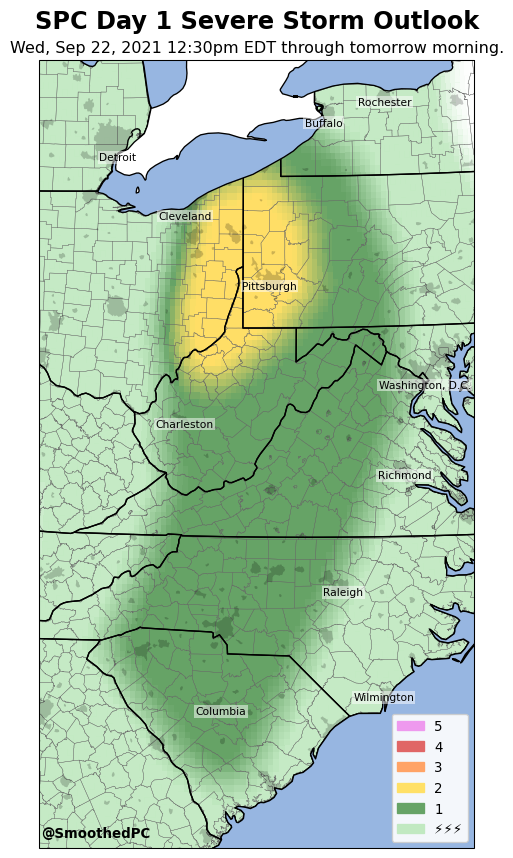 SPC Day 1 Severe Storm Outlook
Wed, Sep 22, 2021 12:30pm EDT through tomorrow morning.
Rochester
Buffalo
Detroit
Cleveland
Pittsburgh
Washington, D.C.
Charleston
Richmond
Raleigh
Wilmington
Columbia
5
4
3
2
1
⚡⚡⚡
@SmoothedPC